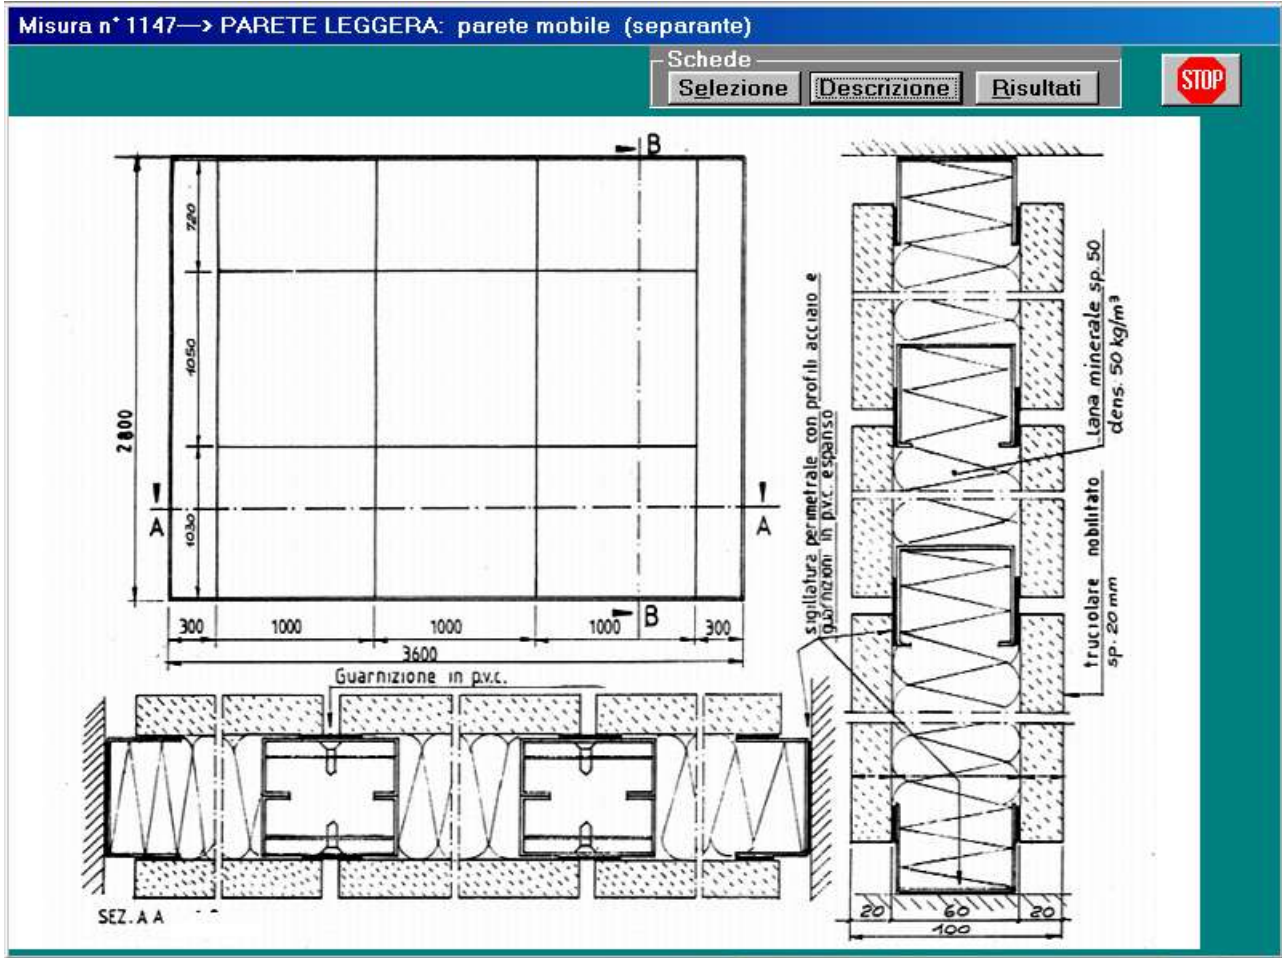 Misura n° 1147—> PARETE LEGGERA: parete mobile (separante)
Schede
Selezione
Descrizione
Risultati
STOP
B
720
1050
1030
2800
A
A
B
300
1000
1000
1000
300
3600
Guarnizione in p.v.c.
SEZ. A A
sigillatura perimetrale con profili acciaio e
guarnizioni in p.v.c. espanso
Lana minerale sp. 50
dens. 50 kg/m³
truciolare nobilitato
sp. 20 mm
20
60
20
100